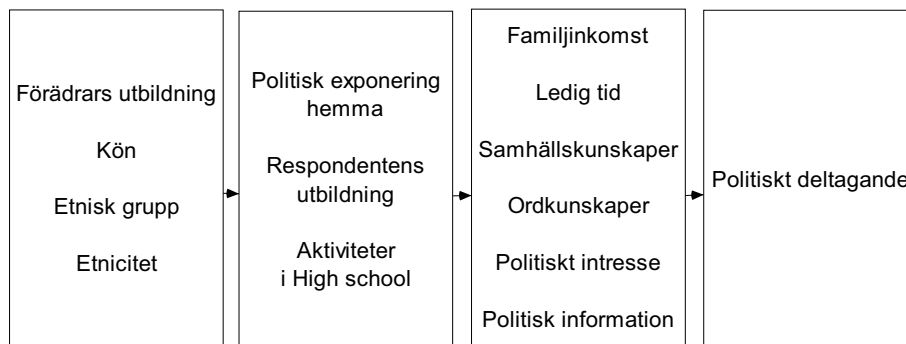 Förädrars utbildning
Kön
Etnisk grupp
Etnicitet
Politisk exponering
hemma
Respondentens
utbildning
Aktiviteter
i High school
Familjinkomst
Ledig tid
Samhällskunskaper
Ordkunskaper
Politiskt intresse
Politisk information
Politiskt deltagande